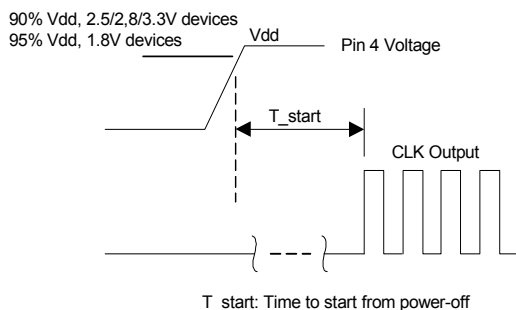 90% Vdd, 2.5/2,8/3.3V devices
95% Vdd, 1.8V devices
Vdd
Pin 4 Voltage
T_start
CLK Output
T_start: Time to start from power-off